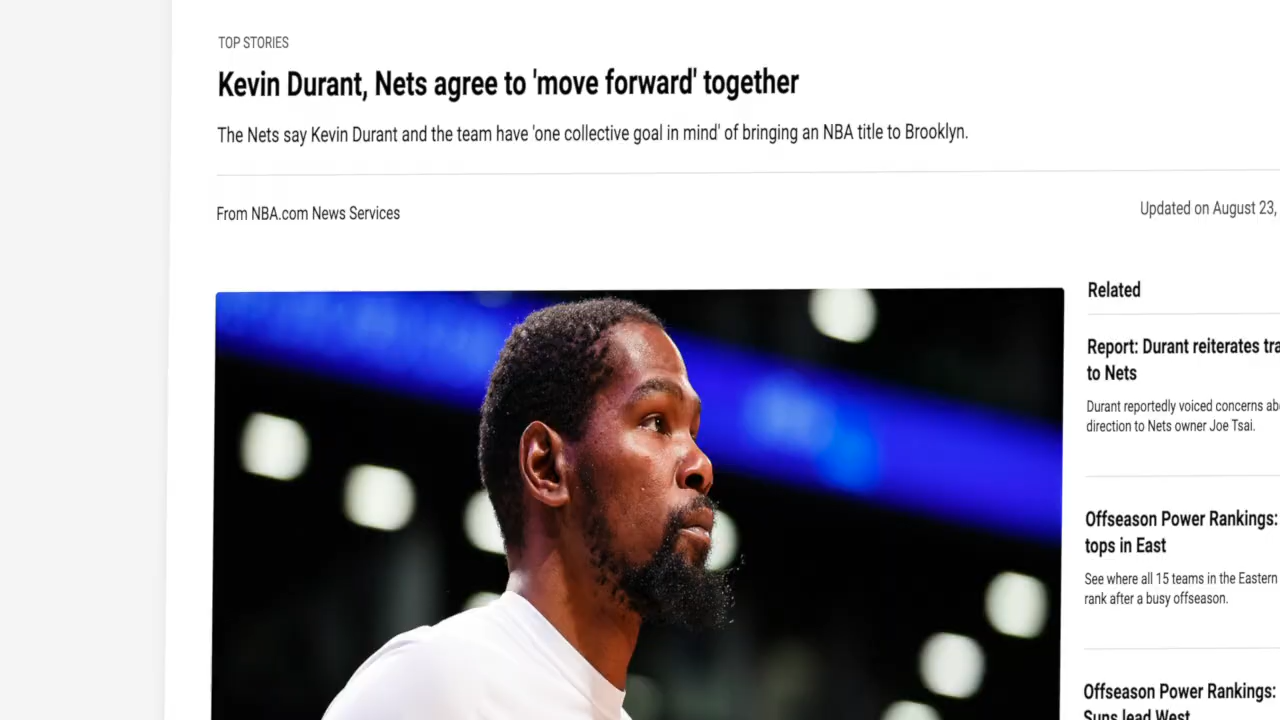 TOP STORIES
Kevin Durant, Nets agree to 'move forward' together
The Nets say Kevin Durant and the team have 'one collective goal in mind' of bringing an NBA title to Brooklyn.
From NBA.com News Services
Updated on August 23,
Related
Report: Durant reiterates
to Nets
Durant reportedly voiced concerns
direction to Nets owner Joe Tsai.
Offseason Power Rankings:
tops in East
See where all 15 teams in the Eastern
rank after a busy offseason.
Offseason Power Rankings:
Suns lead West